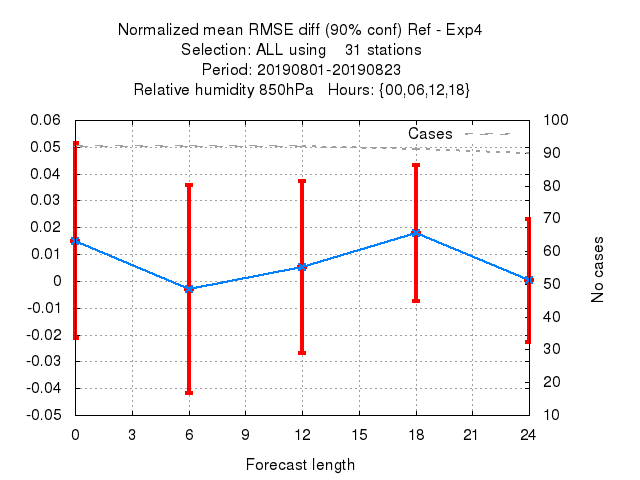 Normalized mean RMSE diff (90% conf) Ref - Exp4
Selection: ALL using 31 stations
Period: 20190801-20190823
Relative humidity 850hPa Hours: {00,06,12,18}
0.06
0.05
0.04
0.03
0.02
0.01
0
-0.01
-0.02
-0.03
-0.04
-0.05
Cases
100
90
80
70
60
50
40
30
20
10
No cases
0 3 6 9 12 15 18 21 24
Forecast length